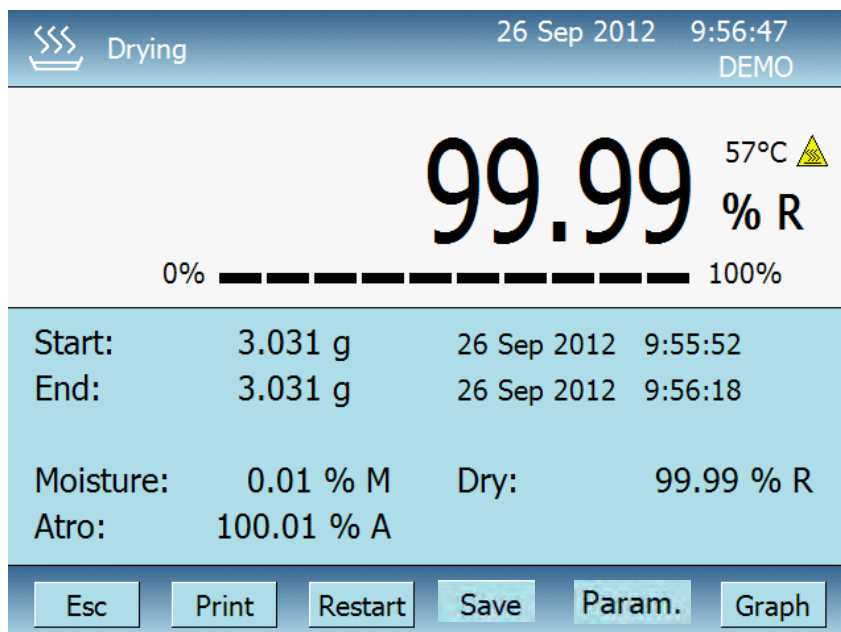 Drying 26 Sep 2012 9:56:47
DEMO
57°C
99.99 % R
0% 100%
Start: 3.031 g 26 Sep 2012 9:55:52
End: 3.031 g 26 Sep 2012 9:56:18
Moisture: 0.01 % M Dry: 99.99 % R
Atro: 100.01 % A
Esc Print Restart Save Param. Graph